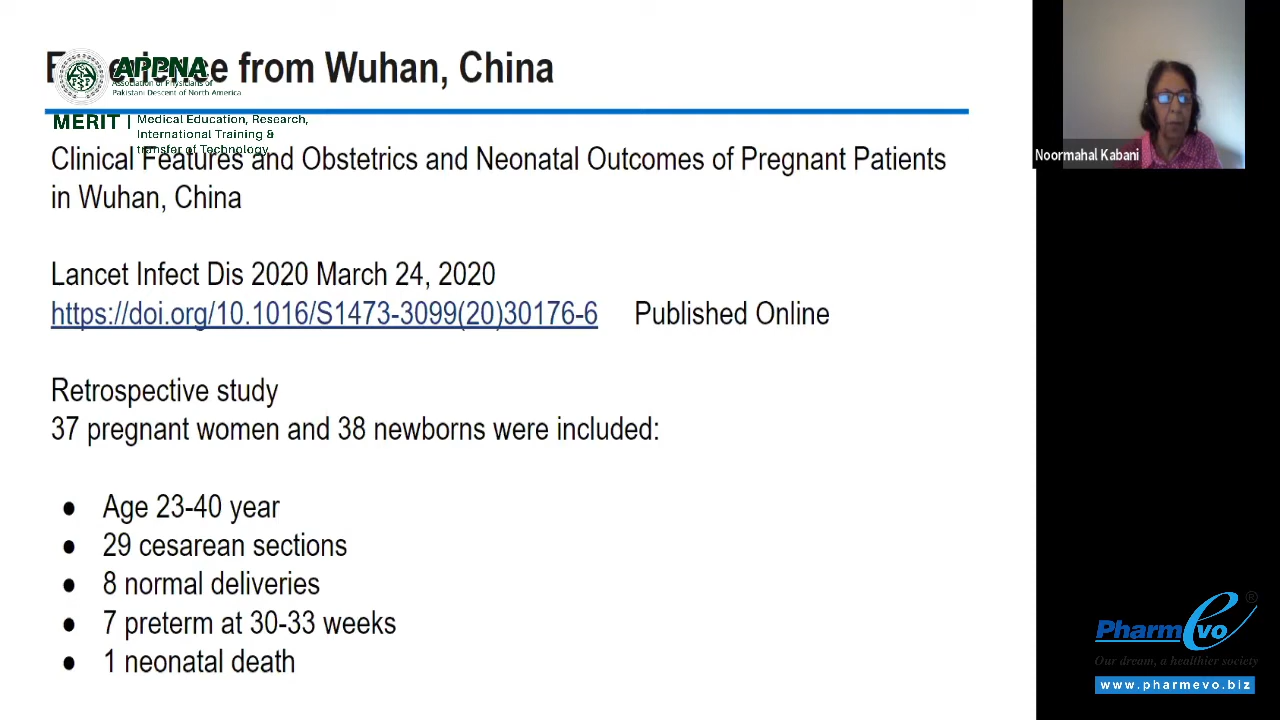 Experience from Wuhan, China
APPNA
Association of Physicians of
Pakistani Descent of North America
MERIT | Medical Education, Research,
International Training &
transfer of Technology
Clinical Features and Obstetrics and Neonatal Outcomes of Pregnant Patients
in Wuhan, China
Lancet Infect Dis 2020 March 24, 2020
https://doi.org/10.1016/S1473-3099(20)30176-6 Published Online
Retrospective study
37 pregnant women and 38 newborns were included:
● Age 23-40 year
● 29 cesarean sections
● 8 normal deliveries
● 7 preterm at 30-33 weeks
● 1 neonatal death
Noormahal Kabani
Pharmevo®
Our dream, a healthier society
www.pharmevo.biz